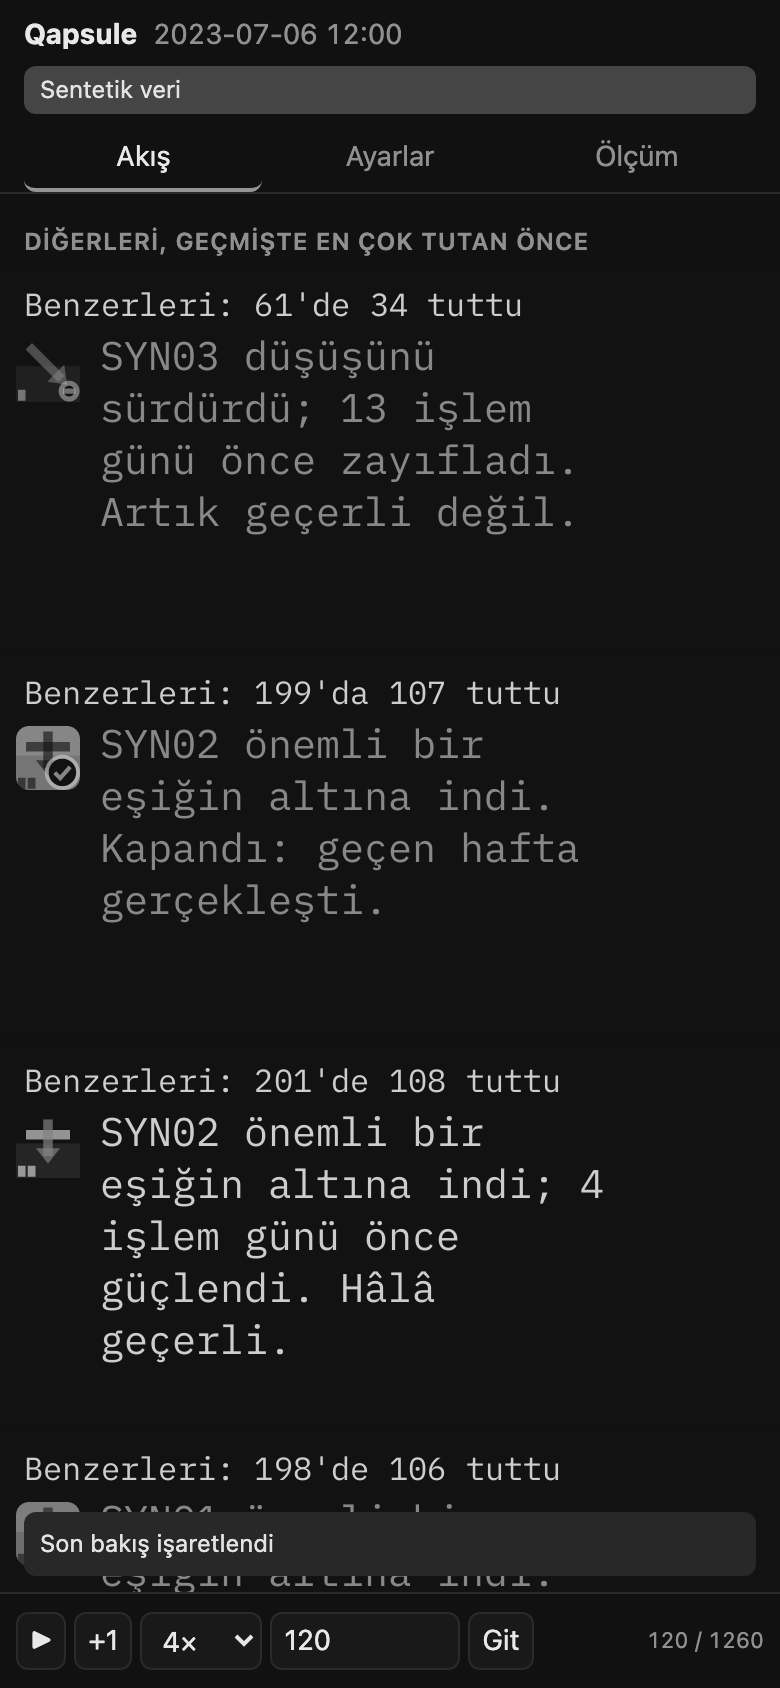 Qapsule 2023-07-06 12:00
Sentetik veri
Akış Ayarlar Ölçüm
DİĞERLERİ, GEÇMİŞTE EN ÇOK TUTAN ÖNCE
Benzerleri: 61'de 34 tuttu
SYN03 düşüşünü
sürdürdü; 13 işlem
günü önce zayıfladı.
Artık geçerli değil.
Benzerleri: 199'da 107 tuttu
SYN02 önemli bir
eşiğin altına indi.
Kapandı: geçen hafta
gerçekleşti.
Benzerleri: 201'de 108 tuttu
SYN02 önemli bir
eşiğin altına indi; 4
işlem günü önce
güçlendi. Hâlâ
geçerli.
Benzerleri: 198'de 106 tuttu
Son bakış işaretlendi
eşiğin altına indi.
+1 4x 120 Git 120 / 1260